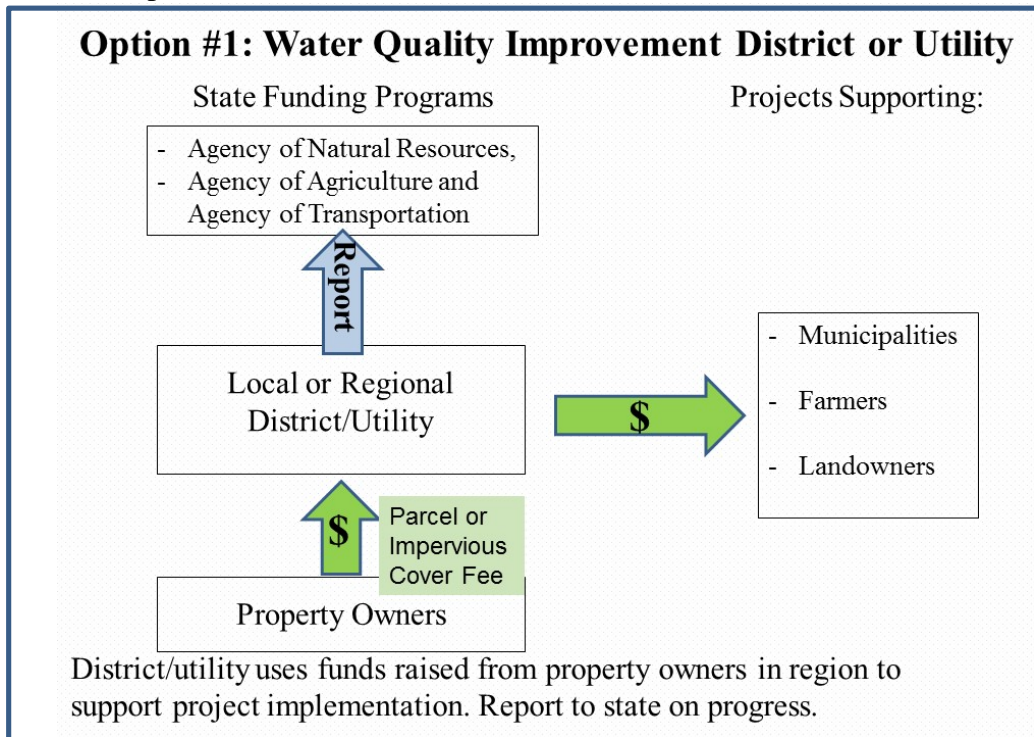 Option #1: Water Quality Improvement District or Utility
State Funding Programs
Projects Supporting:
- Agency of Natural Resources,
- Agency of Agriculture and
Agency of Transportation
Report
Local or Regional
District/Utility
$
- Municipalities
- Farmers
- Landowners
$
Parcel or
Impervious
Cover Fee
Property Owners
District/utility uses funds raised from property owners in region to
support project implementation. Report to state on progress.